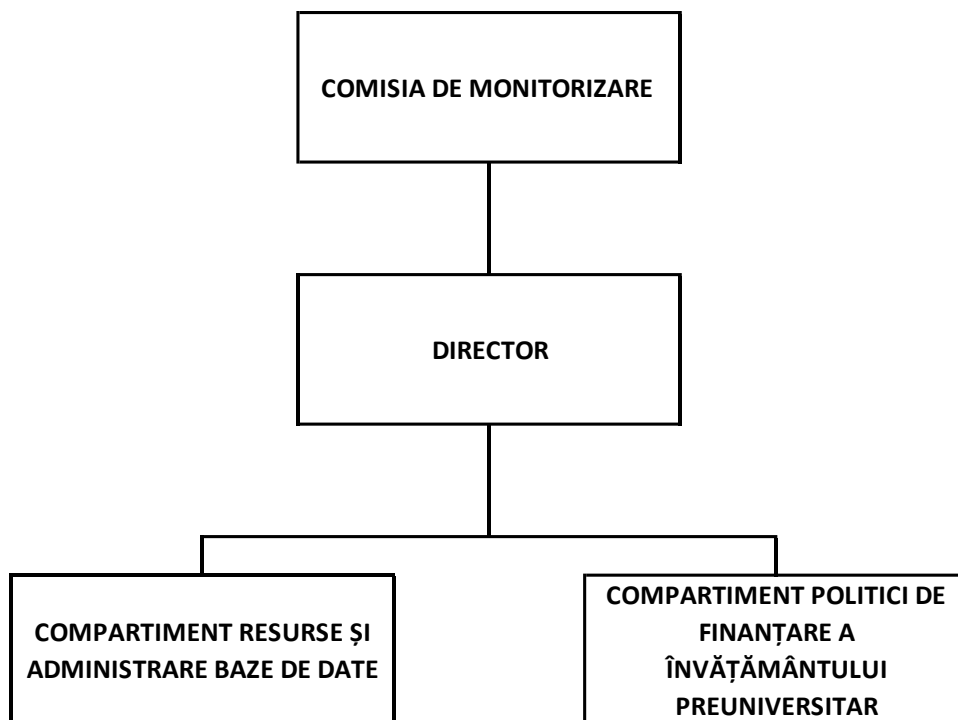 COMISIA DE MONITORIZARE
DIRECTOR
COMPARTIMENT RESURSE ȘI
ADMINISTRARE BAZE DE DATE
COMPARTIMENT POLITICI DE
FINANȚARE A
ÎNVĂȚĂMÂNTULUI
PREUNIVERSITAR